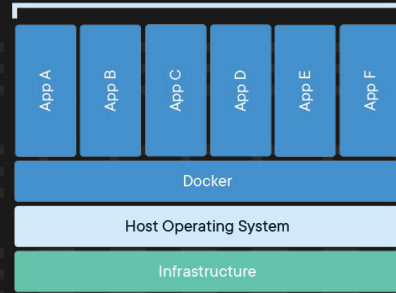 App A
App B
App C
App D
App E
App F
Docker
Host Operating System
Infrastructure